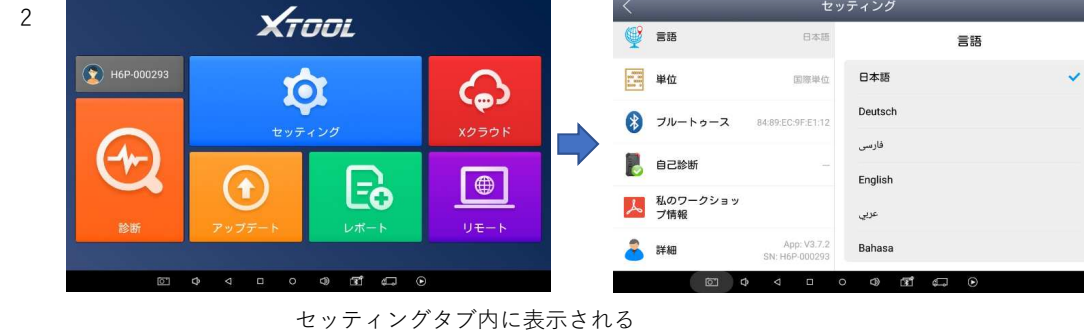 2
XTOOL
H6P-000293
セッティング
Xクラウド
診断
アップデート
レポート
リモート
セッティング
言語
日本語
単位
国際単位
ブルートゥース
84:89:EC:9F:E1:12
自己診断
--
私のワークショッ
プ情報
詳細
App: V3.7.2
SN: H6P-000293
言語
日本語
Deutsch
فارسی
English
عربي
Bahasa
セッティングタブ内に表示される